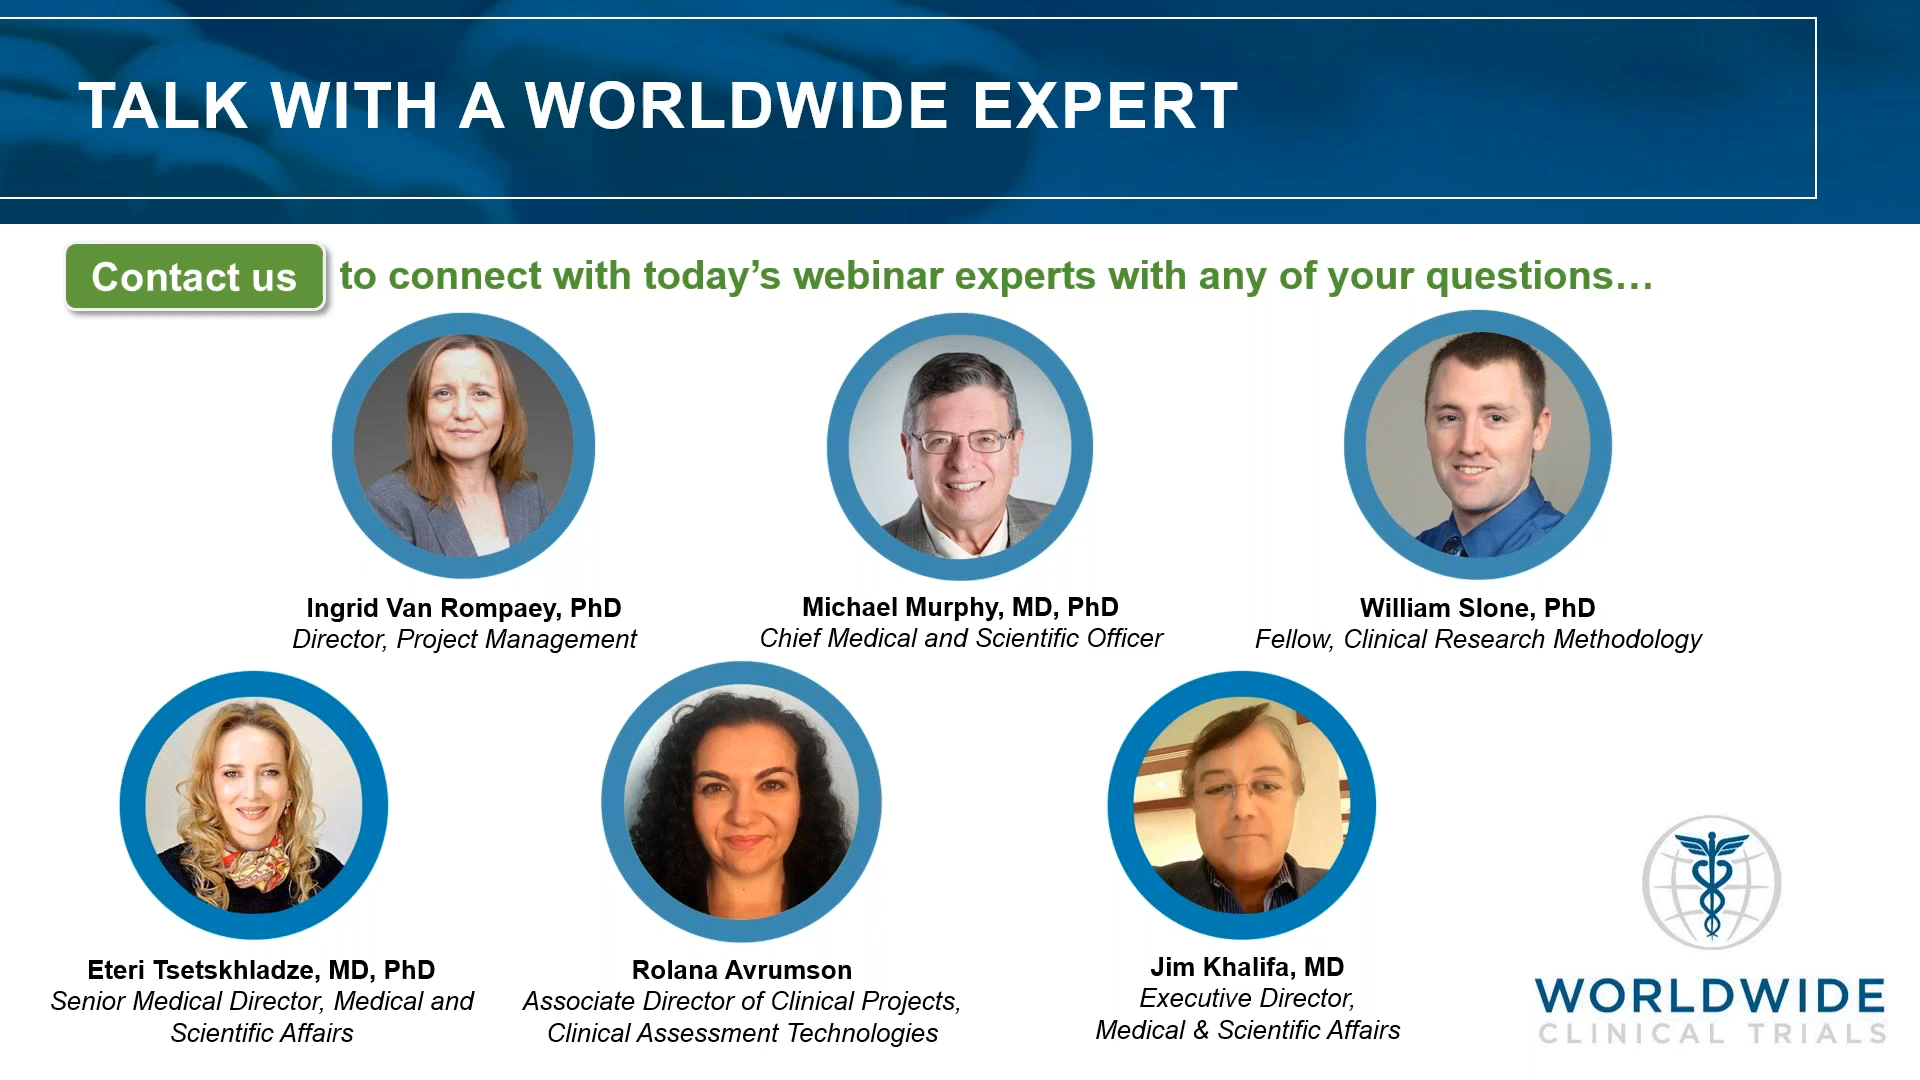 TALK WITH A WORLDWIDE EXPERT
Contact us to connect with today’s webinar experts with any of your questions…
Ingrid Van Rompaey, PhD
Director, Project Management
Michael Murphy, MD, PhD
Chief Medical and Scientific Officer
William Slone, PhD
Fellow, Clinical Research Methodology
Eteri Tsetskhladze, MD, PhD
Senior Medical Director, Medical and
Scientific Affairs
Rolana Avrumson
Associate Director of Clinical Projects,
Clinical Assessment Technologies
Jim Khalifa, MD
Executive Director,
Medical & Scientific Affairs
WORLDWIDE
CLINICAL TRIALS